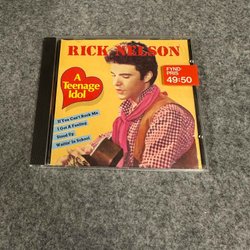 RICK NELSON
A
Teenage
Idol
FYND-
PRIS
49:50
If You Can't Rock Me
I Got A Feeling
Stood Up
Waitin' In School